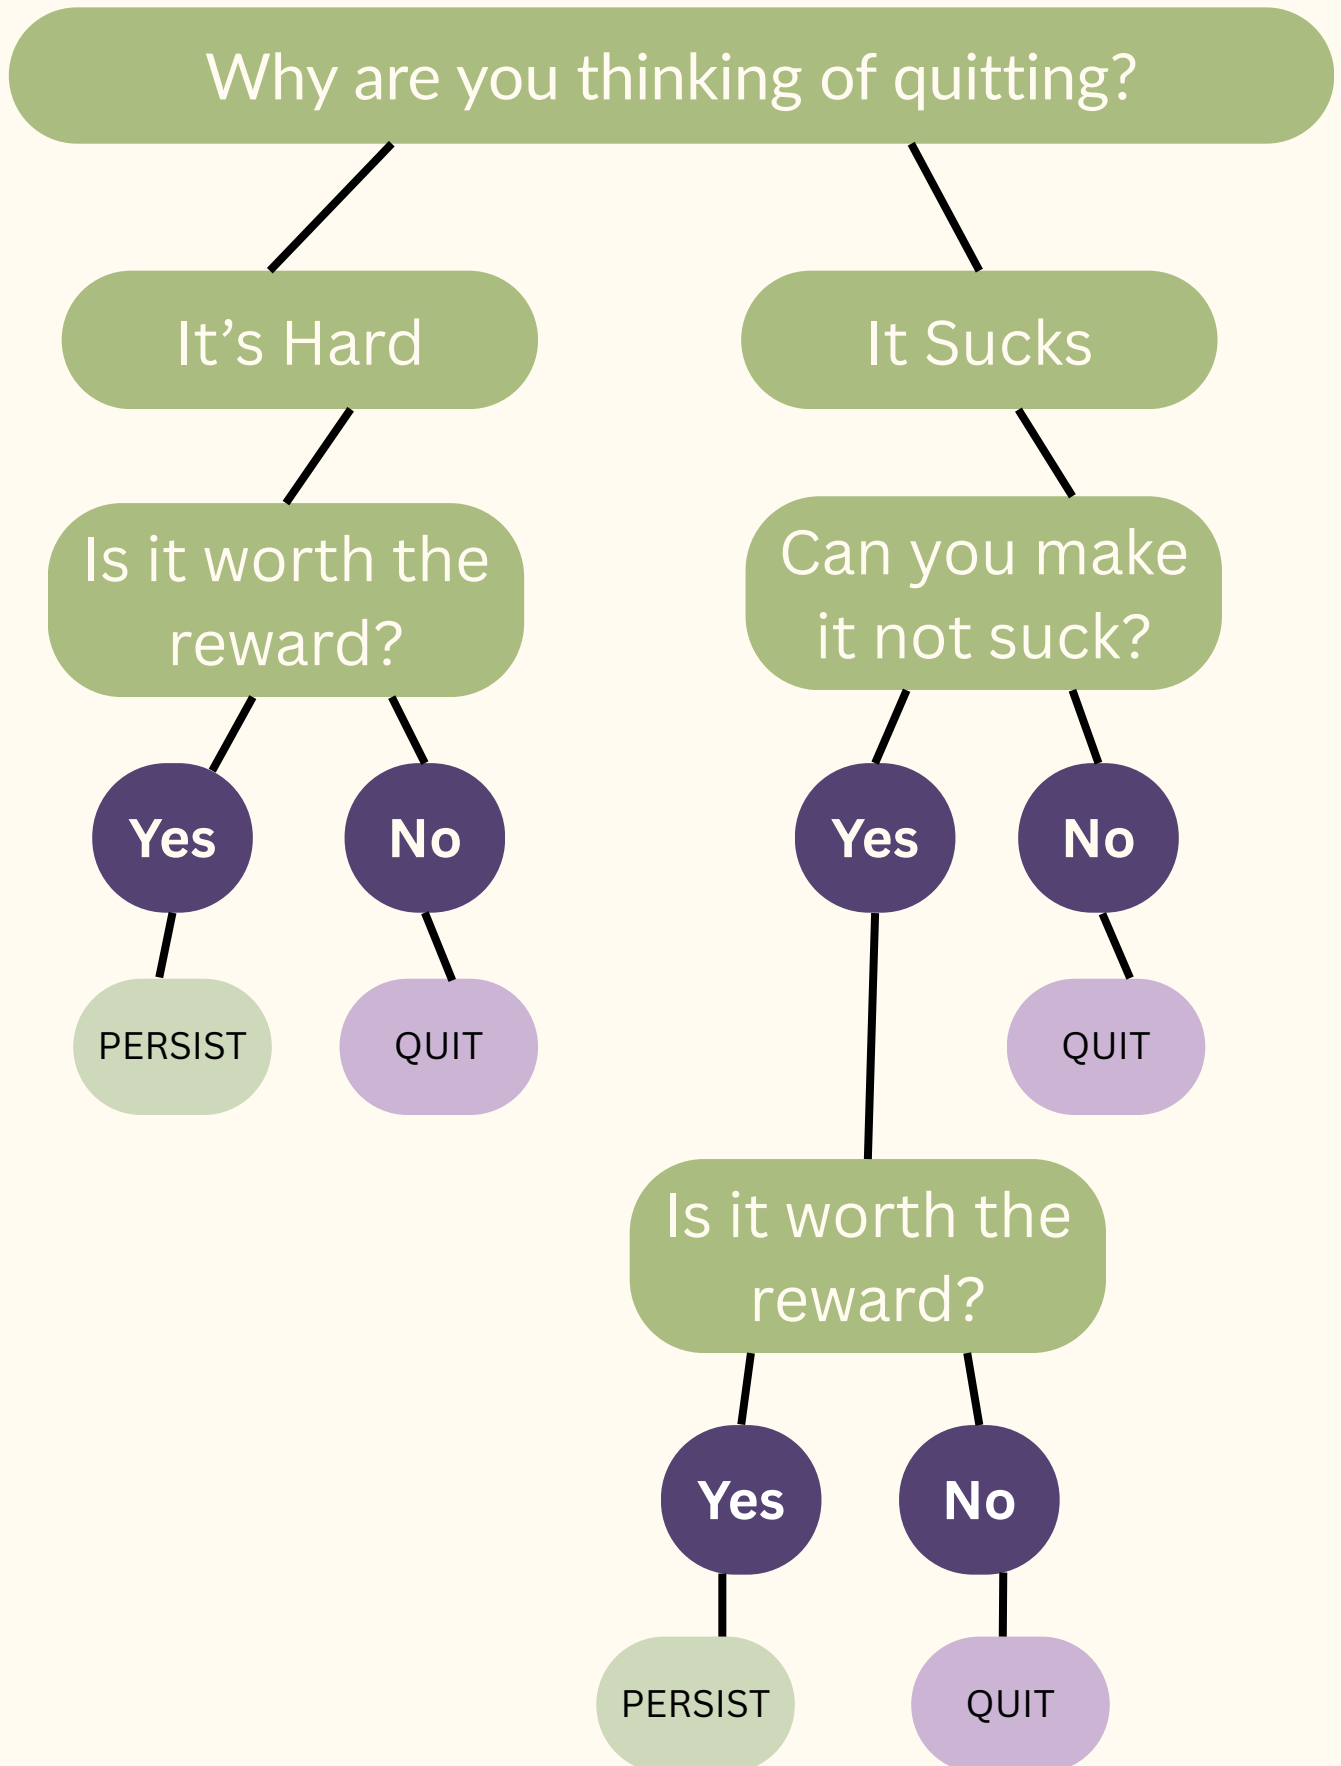 Why are you thinking of quitting?
It’s Hard
It Sucks
Is it worth the
reward?
Can you make
it not suck?
Yes
No
Yes
No
PERSIST
QUIT
QUIT
Is it worth the
reward?
Yes
No
PERSIST
QUIT